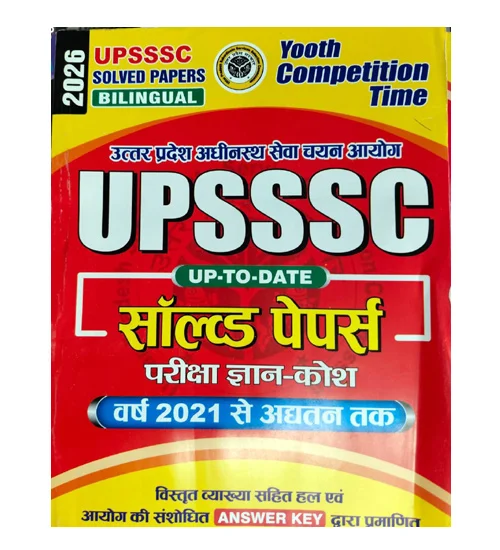 2026
UPSSSC
SOLVED PAPERS
BILINGUAL
Yooth
Competition
Time
उत्तर प्रदेश अधीनस्थ सेवा चयन आयोग
UPSSSC
UP-TO-DATE
सॉल्व्ड पेपर्स
परीक्षा ज्ञान-कोश
वर्ष 2021 से अद्यतन तक
विस्तृत व्याख्या सहित हल एवं
आयोग की संशोधित ANSWER KEY द्वारा प्रमाणित